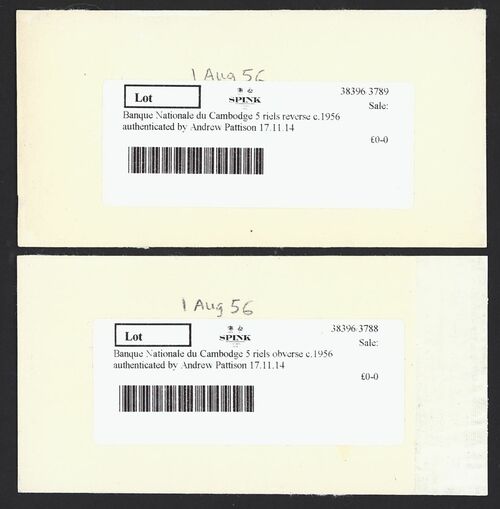 1 Aug 56
Lot
SPINK
38396 3789
Sale:
Banque Nationale du Cambodge 5 riels reverse c.1956
authenticated by Andrew Pattison 17.11.14
£0-0
1 Aug 56
Lot
SPINK
38396 3788
Sale:
Banque Nationale du Cambodge 5 riels obverse c.1956
authenticated by Andrew Pattison 17.11.14
£0-0